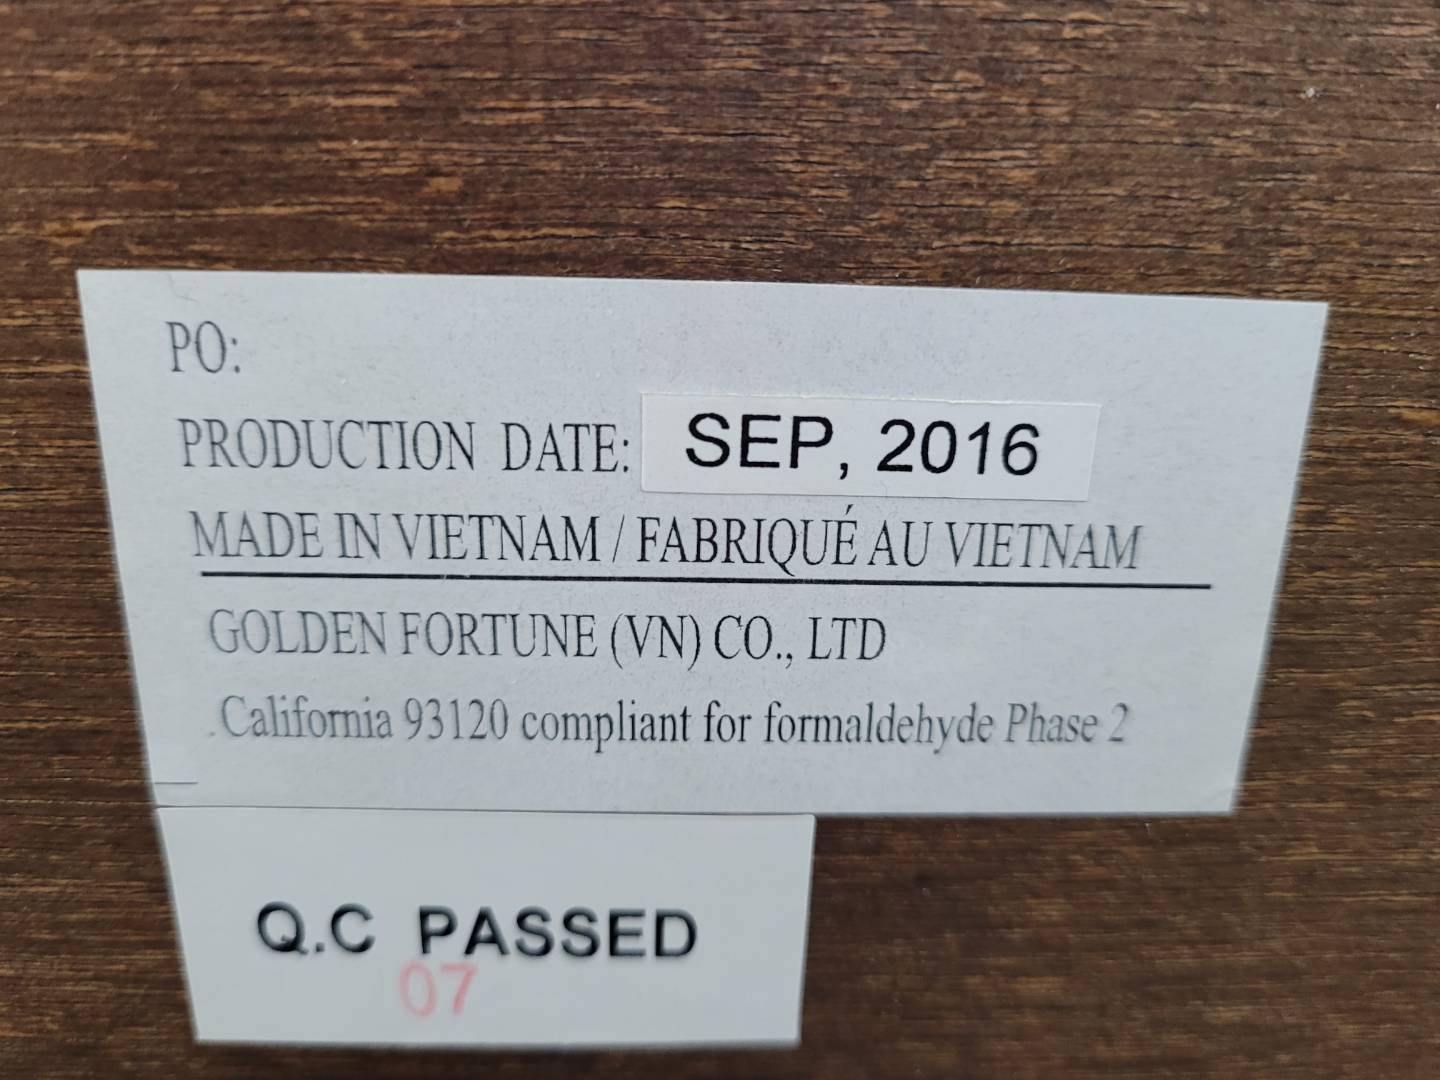 PO:
PRODUCTION DATE: SEP, 2016
MADE IN VIETNAM / FABRIQUÉ AU VIETNAM
GOLDEN FORTUNE (VN) CO., LTD
California 93120 compliant for formaldehyde Phase 2
Q.C PASSED
07